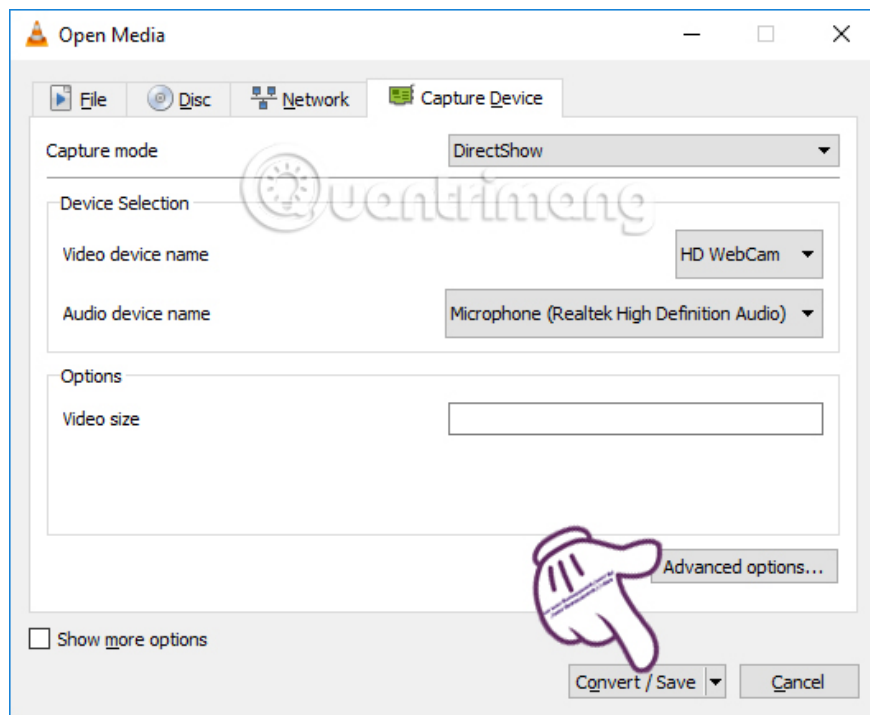 Open Media
File Disc Network Capture Device
Capture mode DirectShow
Quantrimang
Device Selection
Video device name HD WebCam
Audio device name Microphone (Realtek High Definition Audio)
Options
Video size
Advanced options...
Show more options
Convert / Save Cancel